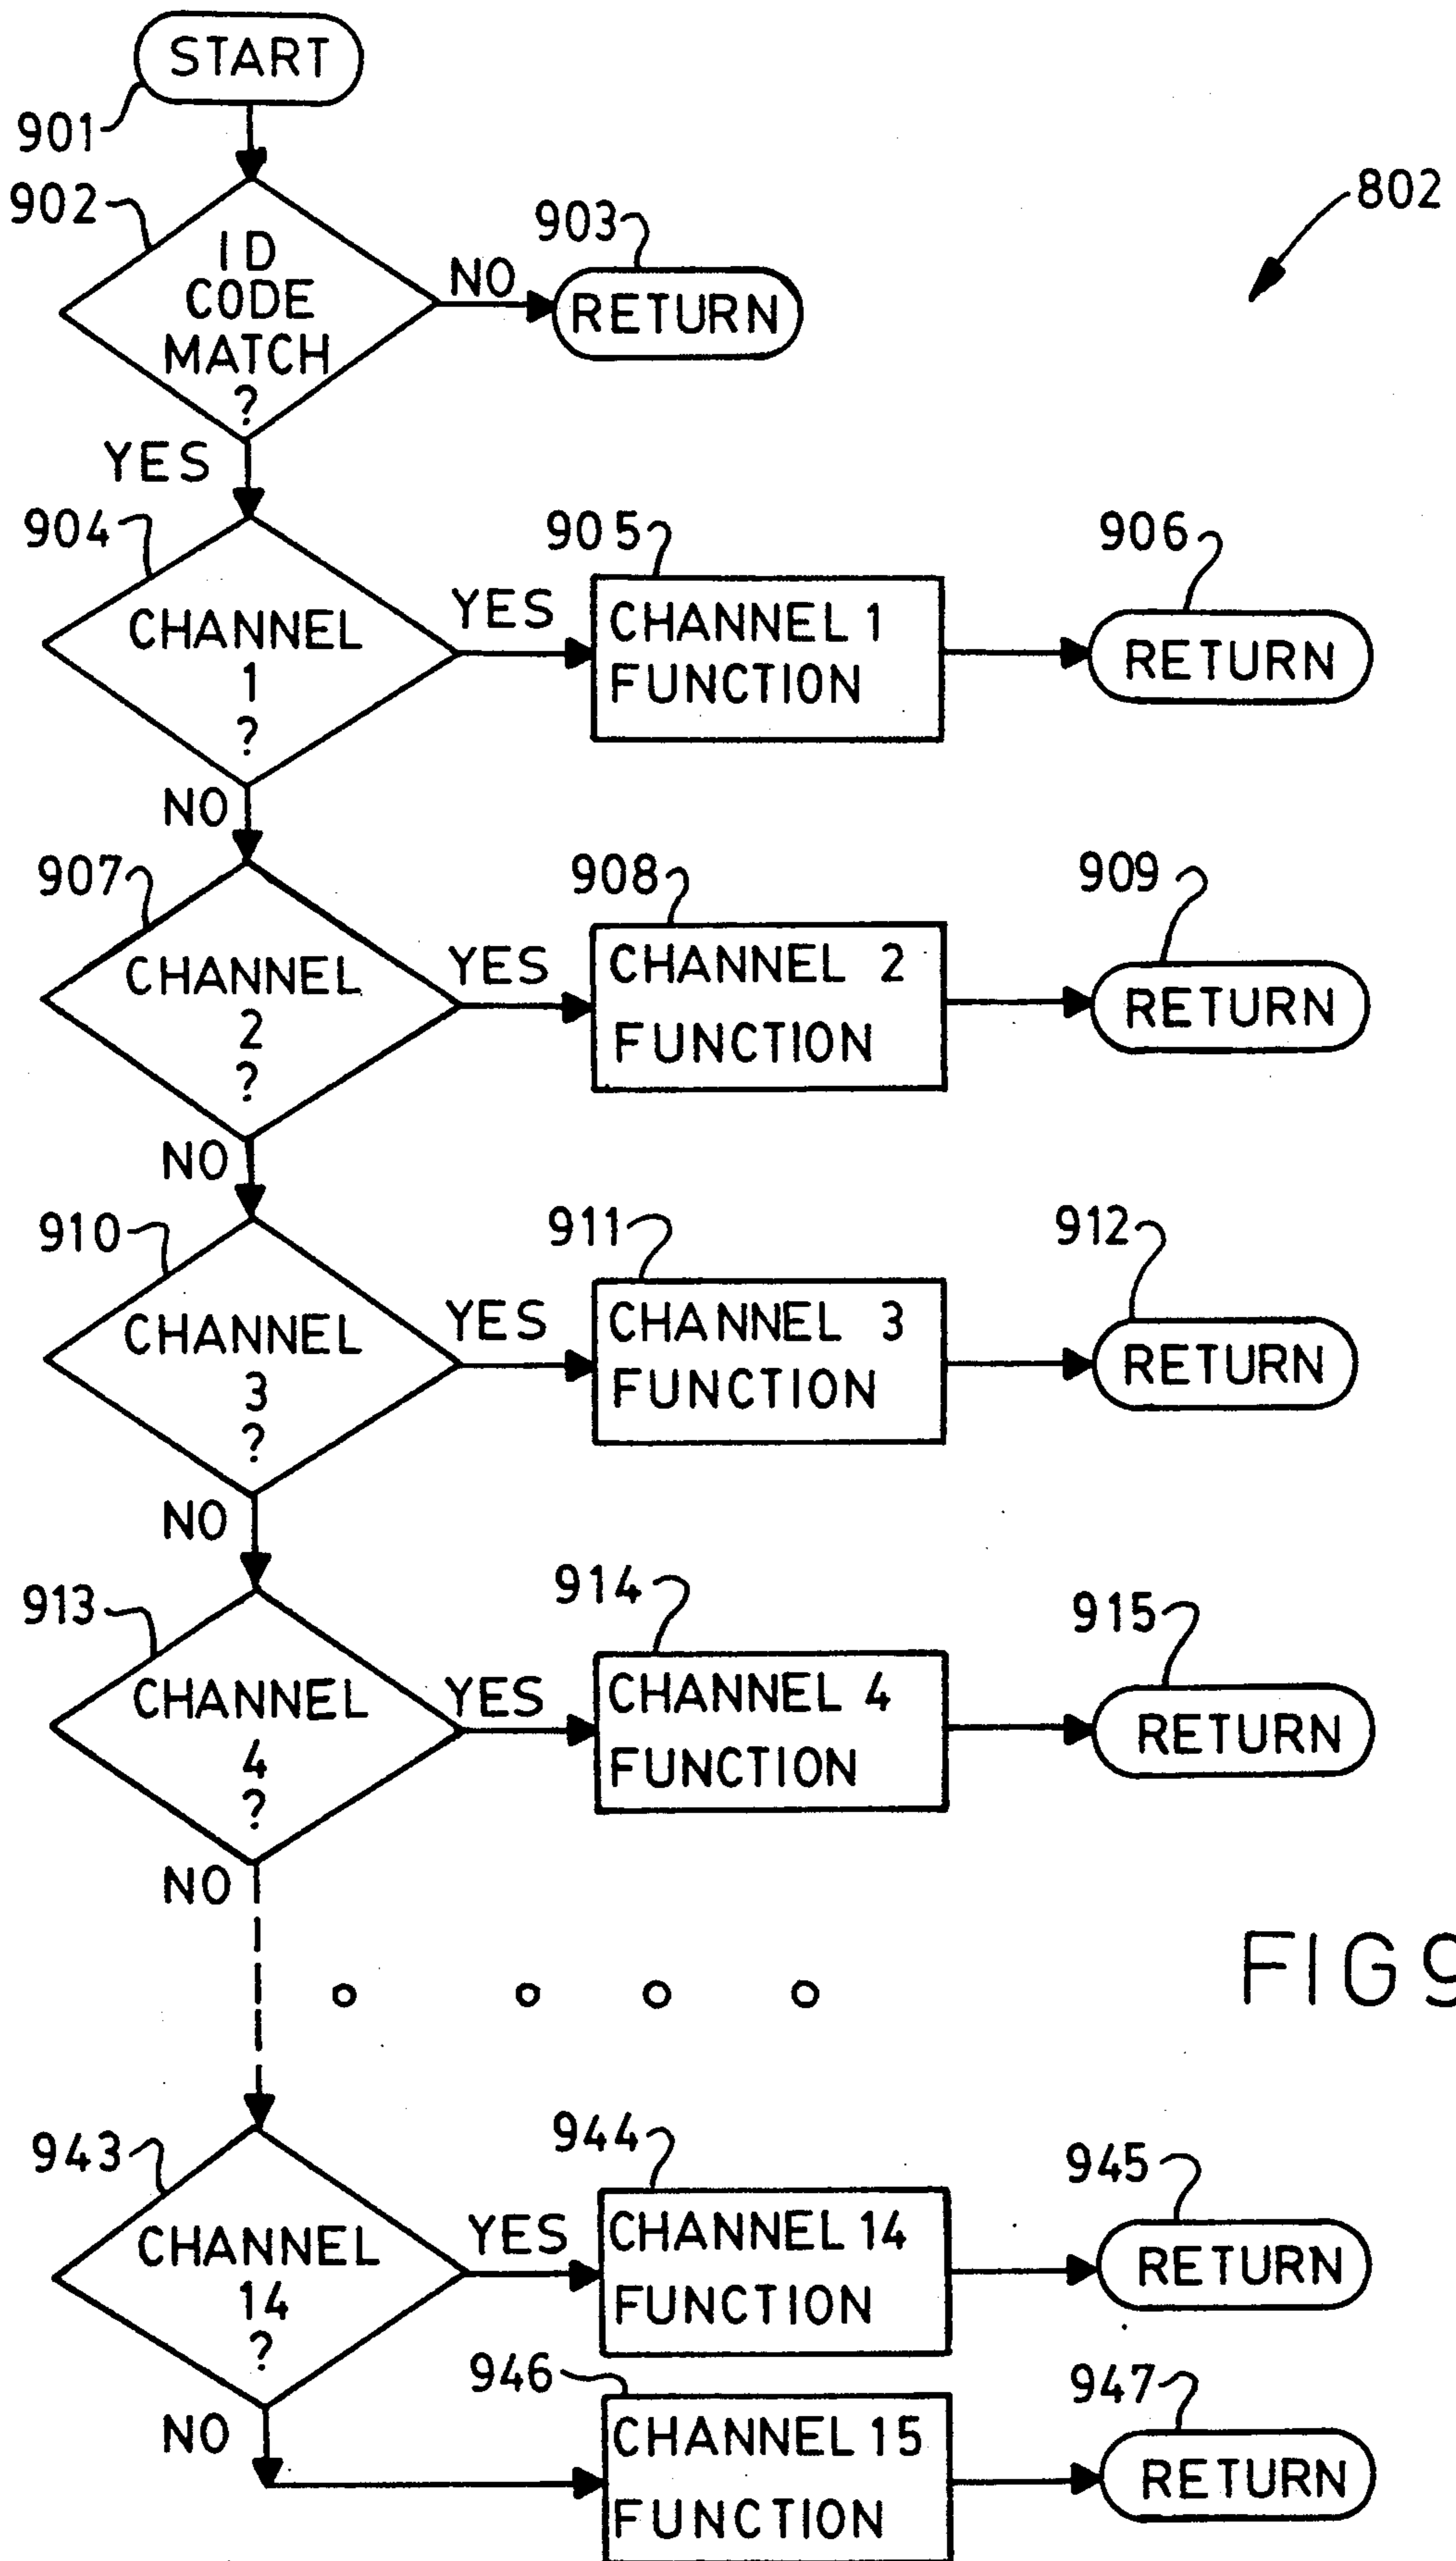 START
901
802
902
903
ID
CODE
MATCH
?
NO
RETURN
YES
904
905
906
CHANNEL
1
?
YES
CHANNEL 1
FUNCTION
RETURN
NO
907
908
909
CHANNEL
2
?
YES
CHANNEL 2
FUNCTION
RETURN
NO
910
911
912
CHANNEL
3
?
YES
CHANNEL 3
FUNCTION
RETURN
NO
913
914
915
CHANNEL
4
?
YES
CHANNEL 4
FUNCTION
RETURN
NO
FIG 9
943
944
945
CHANNEL
14
?
YES
CHANNEL 14
FUNCTION
RETURN
946
947
NO
CHANNEL 15
FUNCTION
RETURN